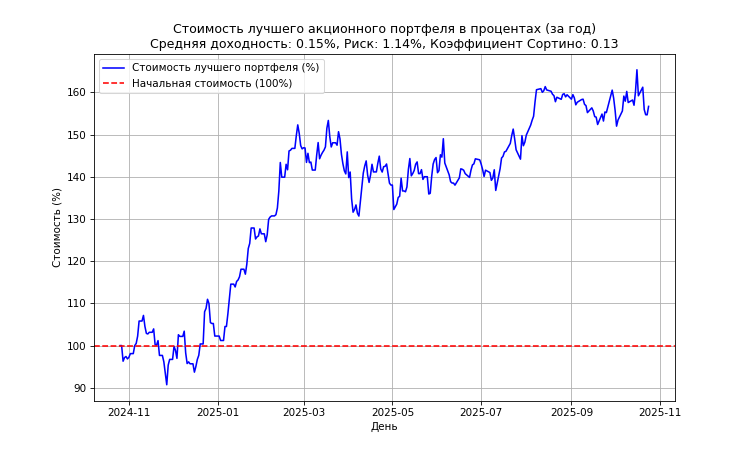 Стоимость лучшего акционного портфеля в процентах (за год)
Средняя доходность: 0.15%, Риск: 1.14%, Коэффициент Сортино: 0.13
Стоимость лучшего портфеля (%)
Начальная стоимость (100%)
Стоимость (%)
160
150
140
130
120
110
100
90
2024-11
2025-01
2025-03
2025-05
2025-07
2025-09
2025-11
День